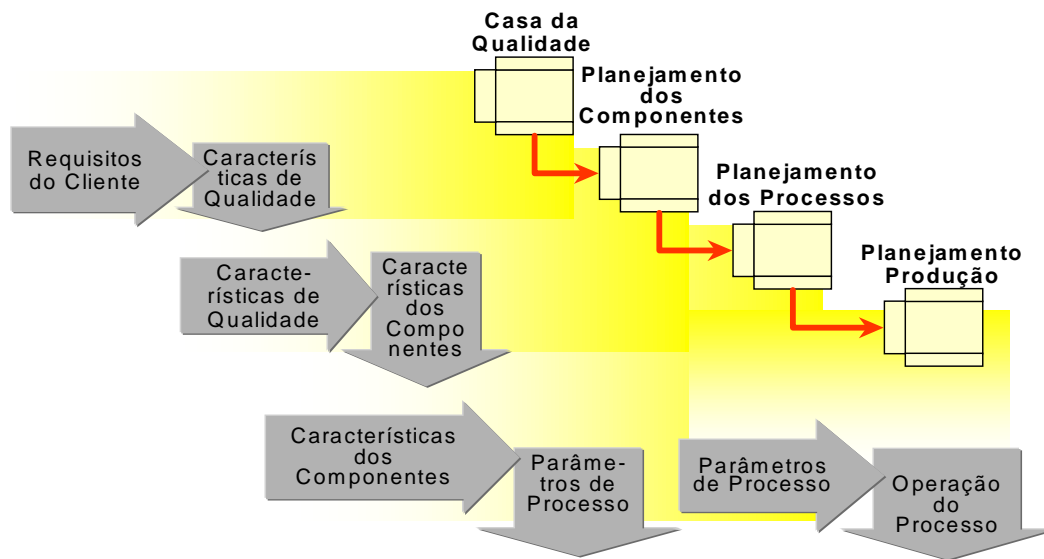 Casa da
Qualidade
Planejamento
dos
Componentes
Planejamento
dos Processos
Planejamento
Produção
Requisitos
do Cliente
Caracterís
ticas de
Qualidade
Caracte-
rísticas de
Qualidade
Caracte
rísticas
dos
Compo
nentes
Características
dos
Componentes
Parâme-
tros de
Processo
Parâmetros
de Processo
Operação
do
Processo